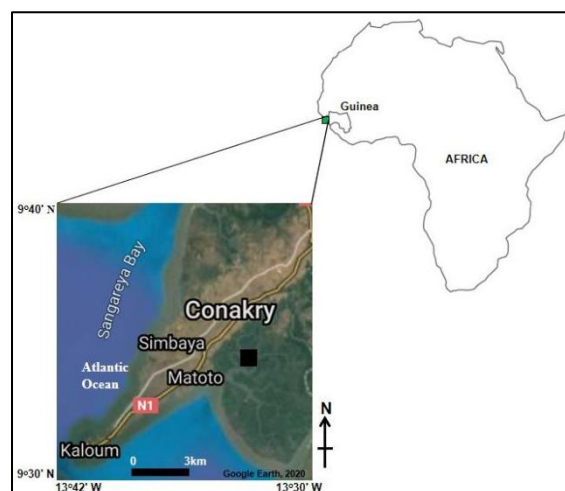 Guinea
AFRICA
9°40' N
Sangareya Bay
Conakry
Simbaya
Atlantic
Ocean
Matoto
N1
Kaloum
N
0 3km
Google Earth, 2020
9°30' N
13°42 W 13°30' W